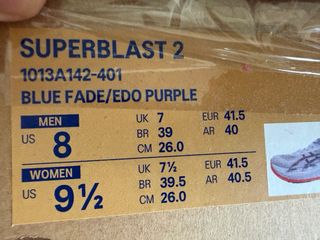 SUPERBLAST 2
1013A142-401
BLUE FADE/EDO PURPLE
MEN UK 7 EUR 41.5
US 8 BR 39 AR 40
CM 26.0
WOMEN UK 7½ EUR 41.5
US 9½ BR 39.5 AR 40.5
CM 26.0